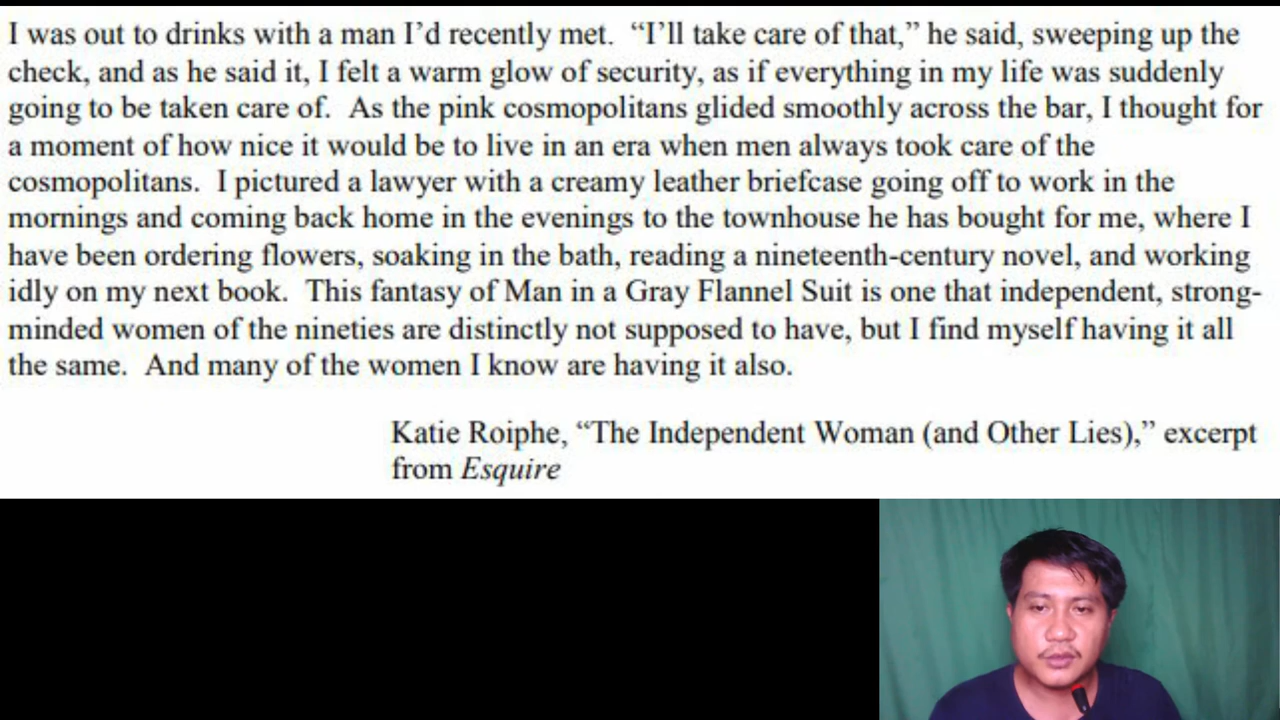 I was out to drinks with a man I’d recently met.  “I’ll take care of that,” he said, sweeping up the
check, and as he said it, I felt a warm glow of security, as if everything in my life was suddenly
going to be taken care of.  As the pink cosmopolitans glided smoothly across the bar, I thought for
a moment of how nice it would be to live in an era when men always took care of the
cosmopolitans.  I pictured a lawyer with a creamy leather briefcase going off to work in the
mornings and coming back home in the evenings to the townhouse he has bought for me, where I
have been ordering flowers, soaking in the bath, reading a nineteenth-century novel, and working
idly on my next book.  This fantasy of Man in a Gray Flannel Suit is one that independent, strong-
minded women of the nineties are distinctly not supposed to have, but I find myself having it all
the same.  And many of the women I know are having it also.
Katie Roiphe, “The Independent Woman (and Other Lies),” excerpt
from Esquire